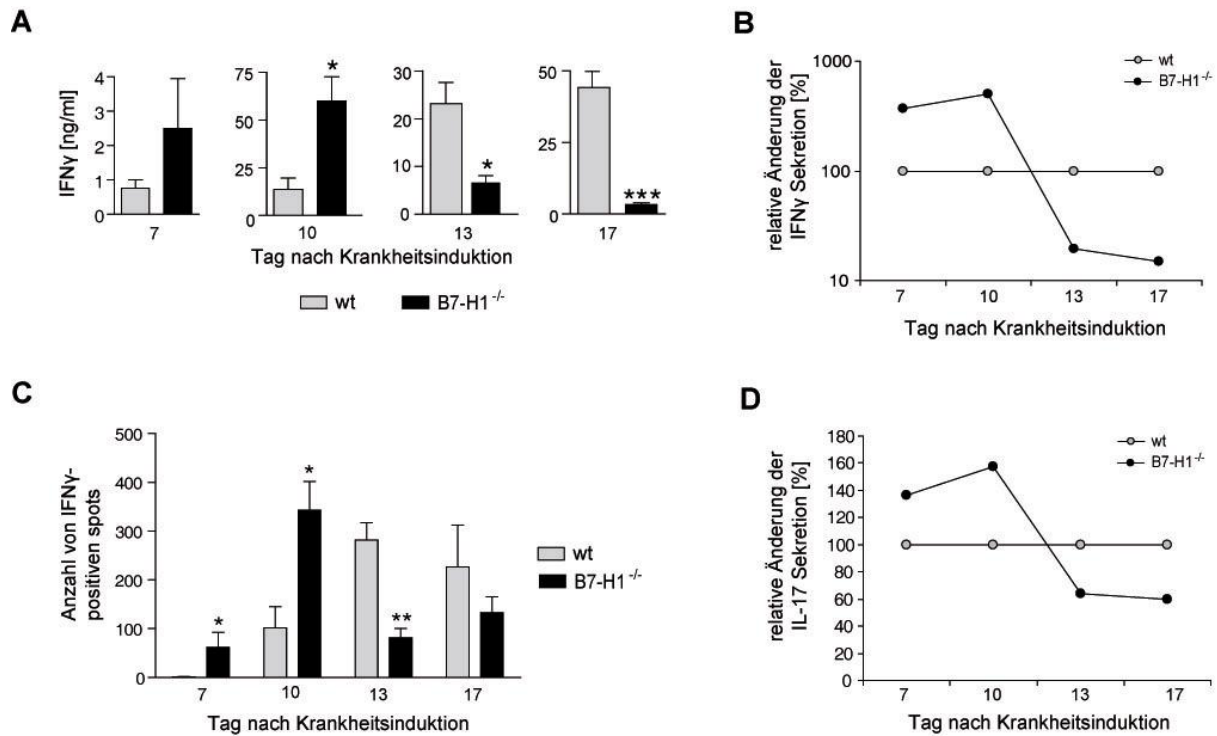 A
IFNγ [ng/ml]
4
3
2
1
0
7
75
50
25
0
*
10
30
20
10
0
*
13
50
25
0
***
17
Tag nach Krankheitsinduktion
wt
B7-H1 -/-
B
relative Änderung der
IFNγ Sekretion [%]
1000
100
10
7 10 13 17
Tag nach Krankheitsinduktion
wt
B7-H1-/-
C
Anzahl von IFNγ-
positiven spots
500
400
300
200
100
0
*
*
**
7 10 13 17
Tag nach Krankheitsinduktion
wt
B7-H1 -/-
D
relative Änderung der
IL-17 Sekretion [%]
180
160
140
120
100
80
60
40
20
0
7 10 13 17
Tag nach Krankheitsinduktion
wt
B7-H1-/-